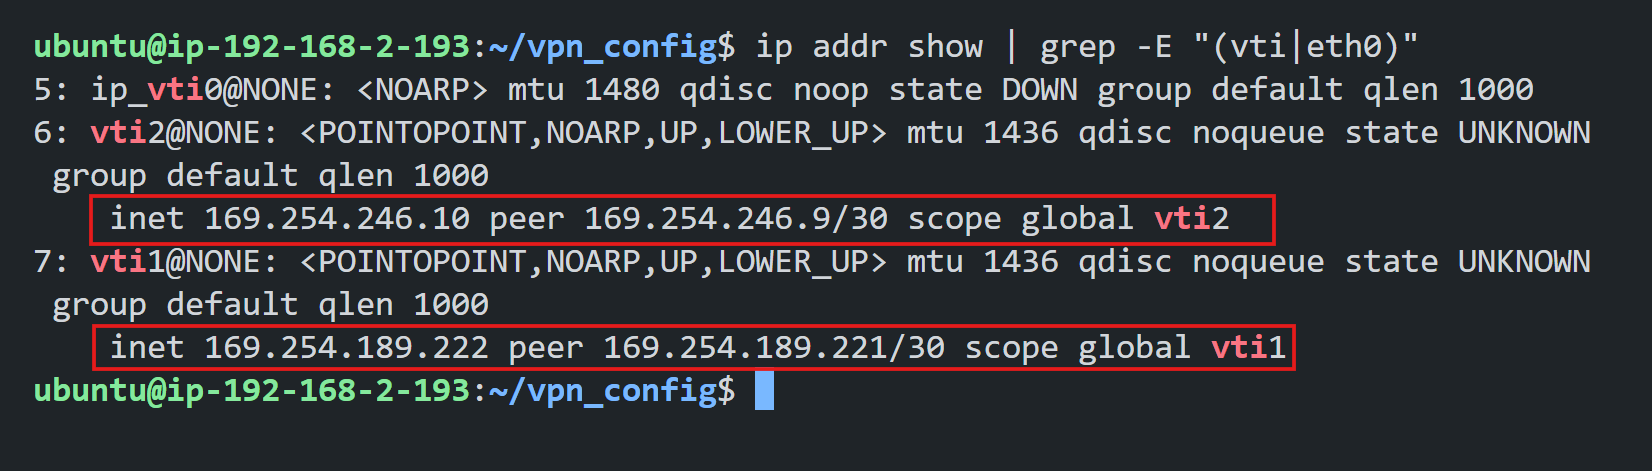 ubuntu@ip-192-168-2-193:~/vpn_config$ ip addr show | grep -E "(vti|eth0)"
5: ip_vti0@NONE: <NOARP> mtu 1480 qdisc noop state DOWN group default qlen 1000
6: vti2@NONE: <POINTOPOINT,NOARP,UP,LOWER_UP> mtu 1436 qdisc noqueue state UNKNOWN
group default qlen 1000
inet 169.254.246.10 peer 169.254.246.9/30 scope global vti2
7: vti1@NONE: <POINTOPOINT,NOARP,UP,LOWER_UP> mtu 1436 qdisc noqueue state UNKNOWN
group default qlen 1000
inet 169.254.189.222 peer 169.254.189.221/30 scope global vti1
ubuntu@ip-192-168-2-193:~/vpn_config$